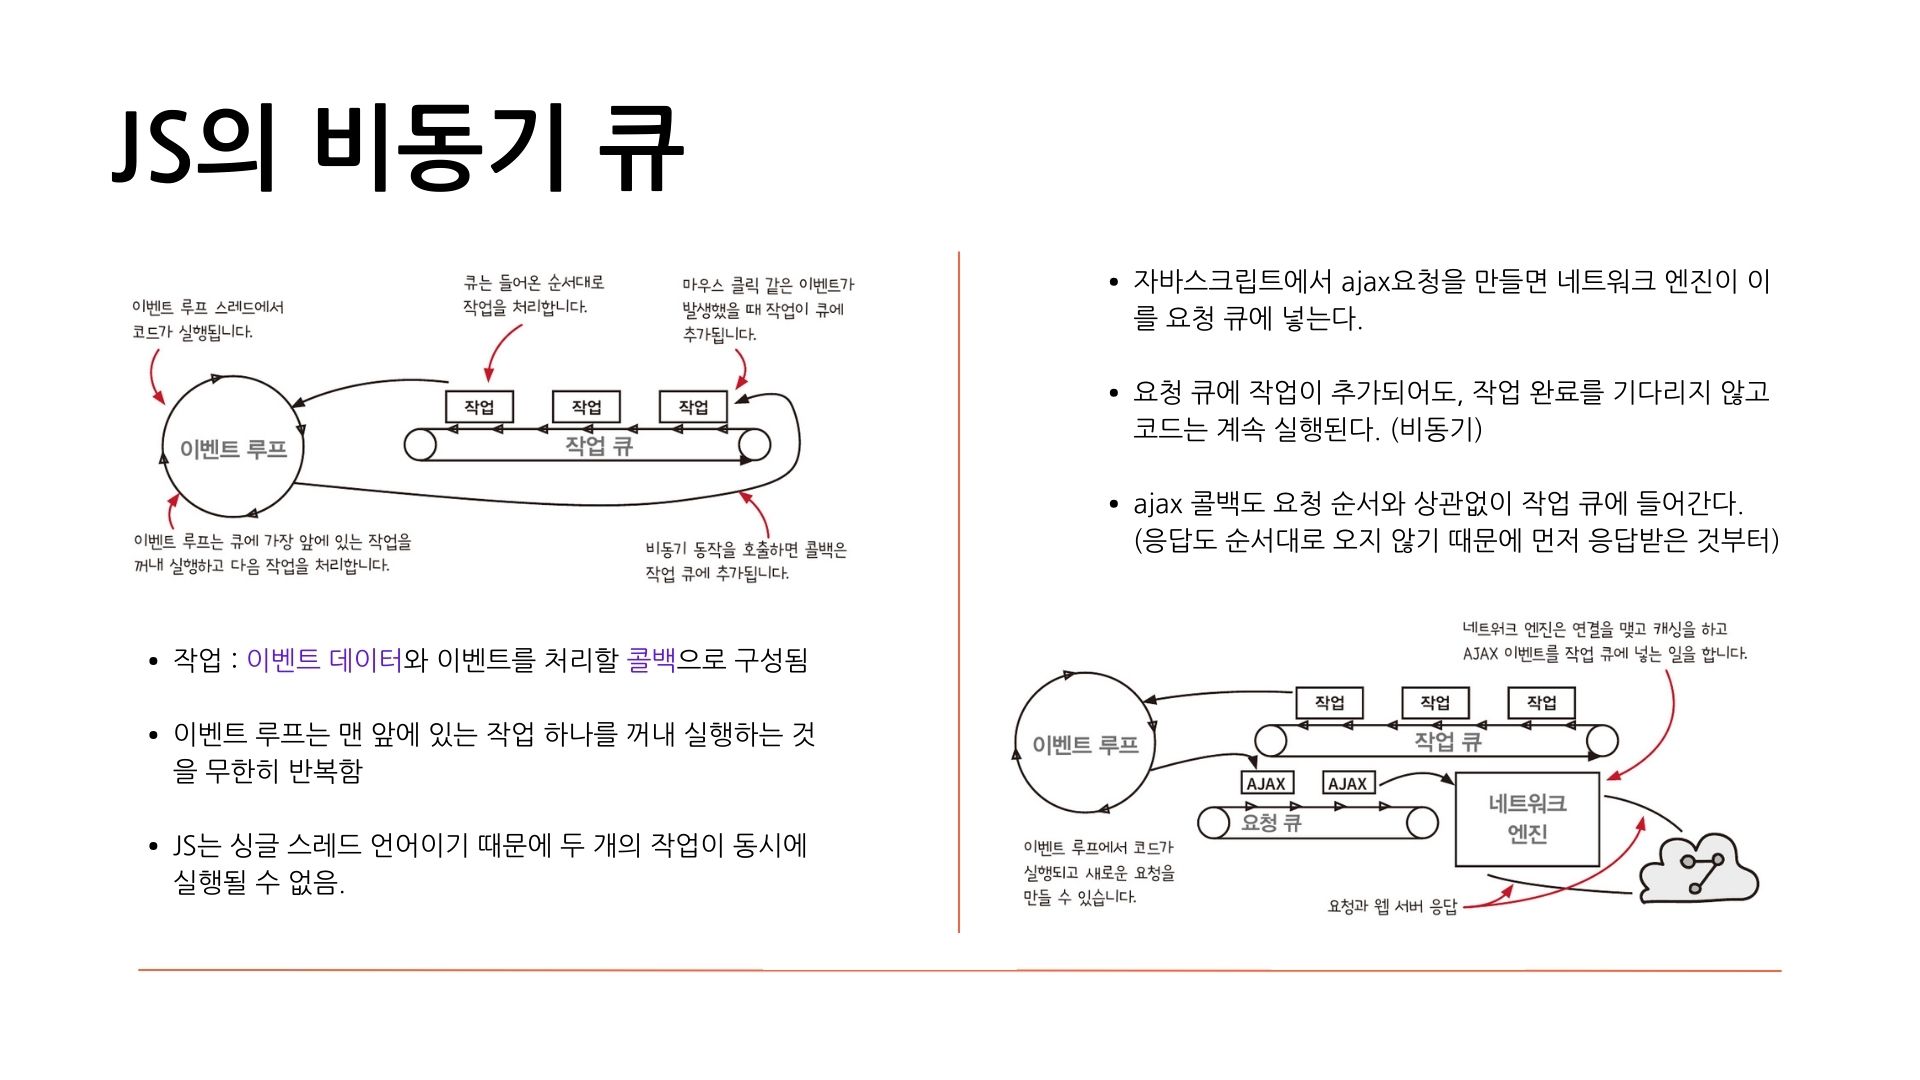 JS의 비동기 큐
이벤트 루프 스레드에서
코드가 실행됩니다.
큐는 들어온 순서대로
작업을 처리합니다.
마우스 클릭 같은 이벤트가
발생했을 때 작업이 큐에
추가됩니다.
작업
작업
작업
이벤트 루프
작업 큐
이벤트 루프는 큐에 가장 앞에 있는 작업을
꺼내 실행하고 다음 작업을 처리합니다.
비동기 동작을 호출하면 콜백은
작업 큐에 추가됩니다.
• 작업 : 이벤트 데이터와 이벤트를 처리할 콜백으로 구성됨
• 이벤트 루프는 맨 앞에 있는 작업 하나를 꺼내 실행하는 것
을 무한히 반복함
• JS는 싱글 스레드 언어이기 때문에 두 개의 작업이 동시에
실행될 수 없음.
• 자바스크립트에서 ajax요청을 만들면 네트워크 엔진이 이
를 요청 큐에 넣는다.
• 요청 큐에 작업이 추가되어도, 작업 완료를 기다리지 않고
코드는 계속 실행된다. (비동기)
• ajax 콜백도 요청 순서와 상관없이 작업 큐에 들어간다.
(응답도 순서대로 오지 않기 때문에 먼저 응답받은 것부터)
네트워크 엔진은 연결을 맺고 캐싱을 하고
AJAX 이벤트를 작업 큐에 넣는 일을 합니다.
작업
작업
작업
이벤트 루프
작업 큐
AJAX
AJAX
요청 큐
네트워크
엔진
이벤트 루프에서 코드가
실행되고 새로운 요청을
만들 수 있습니다.
요청과 웹 서버 응답